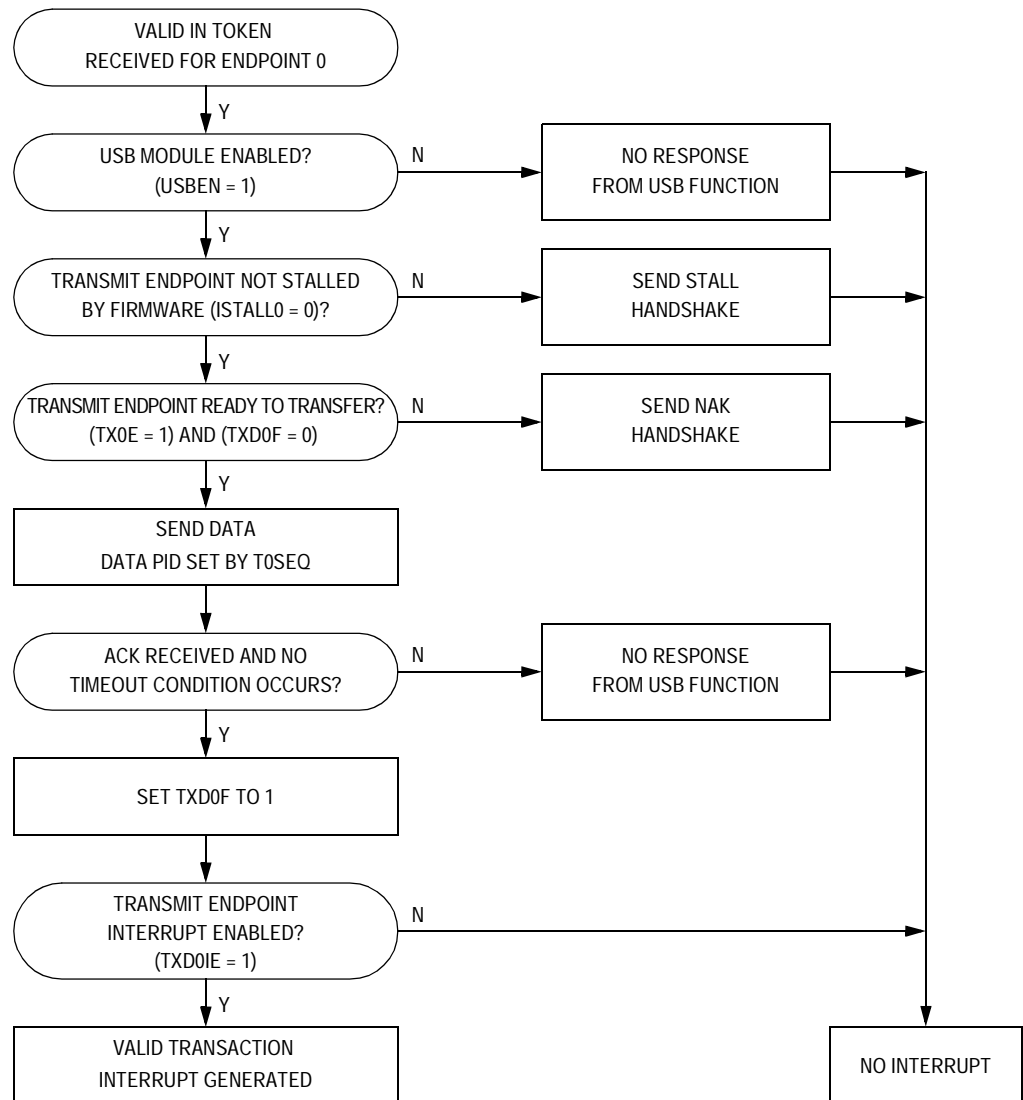 VALID IN TOKEN
RECEIVED FOR ENDPOINT 0
Y
USB MODULE ENABLED?
(USBEN = 1)
N
NO RESPONSE
FROM USB FUNCTION
Y
TRANSMIT ENDPOINT NOT STALLED
BY FIRMWARE (ISTALL0 = 0)?
N
SEND STALL
HANDSHAKE
Y
TRANSMIT ENDPOINT READY TO TRANSFER?
(TX0E = 1) AND (TXD0F = 0)
N
SEND NAK
HANDSHAKE
Y
SEND DATA
DATA PID SET BY T0SEQ
ACK RECEIVED AND NO
TIMEOUT CONDITION OCCURS?
N
NO RESPONSE
FROM USB FUNCTION
Y
SET TXD0F TO 1
TRANSMIT ENDPOINT
INTERRUPT ENABLED?
(TXD0IE = 1)
N
Y
VALID TRANSACTION
INTERRUPT GENERATED
NO INTERRUPT